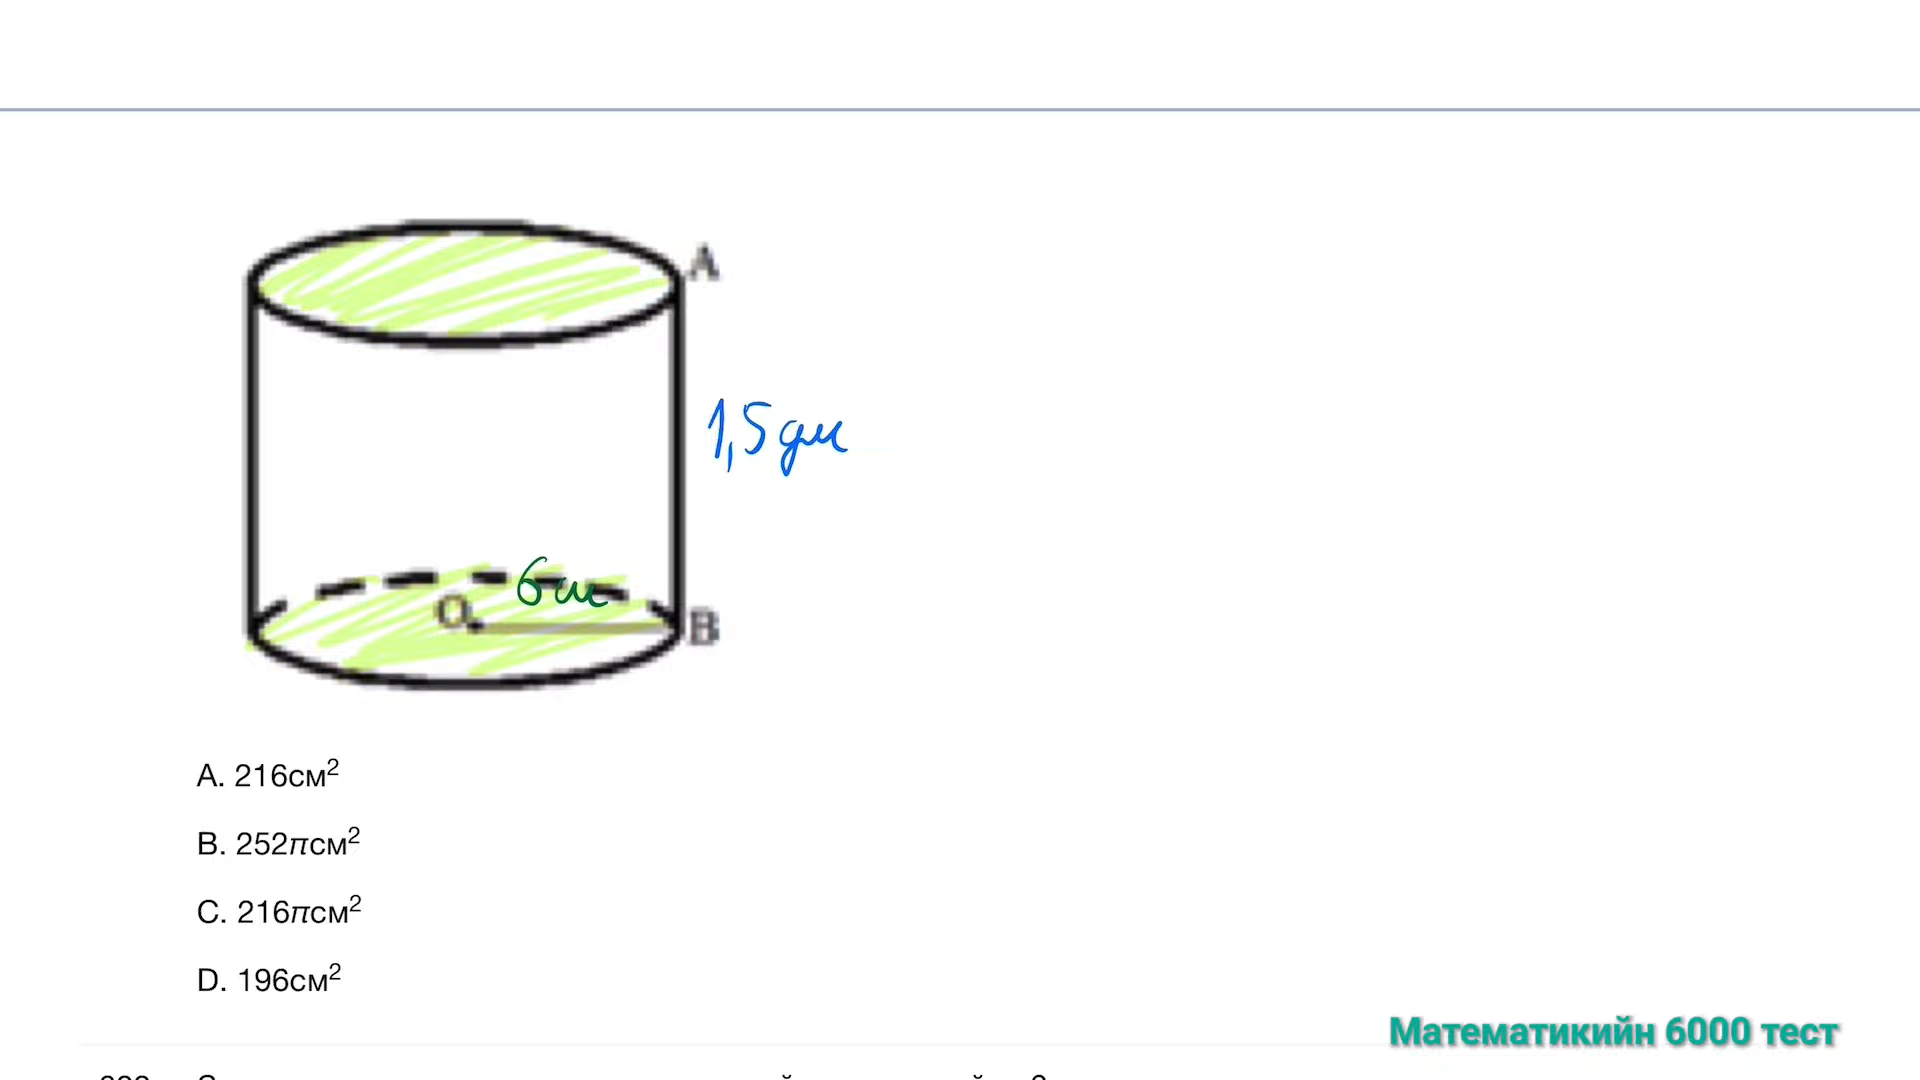 A
1,5дм
6см
O
B
A. 216см²
B. 252πсм²
C. 216πсм²
D. 196см²
Математикийн 6000 тест